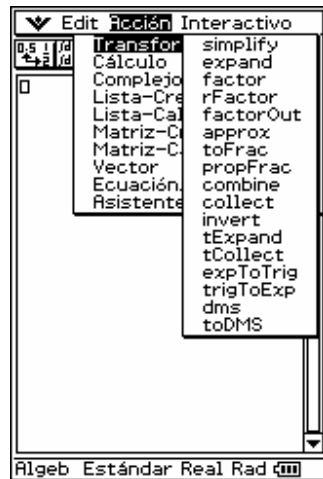 Edit Acción Interactivo
Transfor
Cálculo
Complejo
Lista-Cre
Lista-Cal
Matriz-C
Matriz-C
Vector
Ecuación
Asistente
simplify
expand
factor
rFactor
factorOut
approx
toFrac
propFrac
combine
collect
invert
tExpand
tCollect
expToTrig
trigToExp
dms
toDMS
Algeb Estándar Real Rad